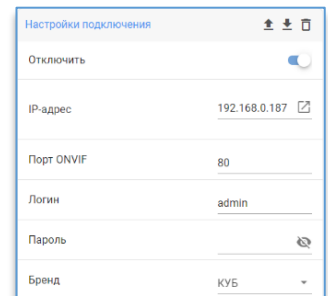 Настройки подключения
Отключить
IP-адрес 192.168.0.187
Порт ONVIF 80
Логин admin
Пароль
Бренд КУБ